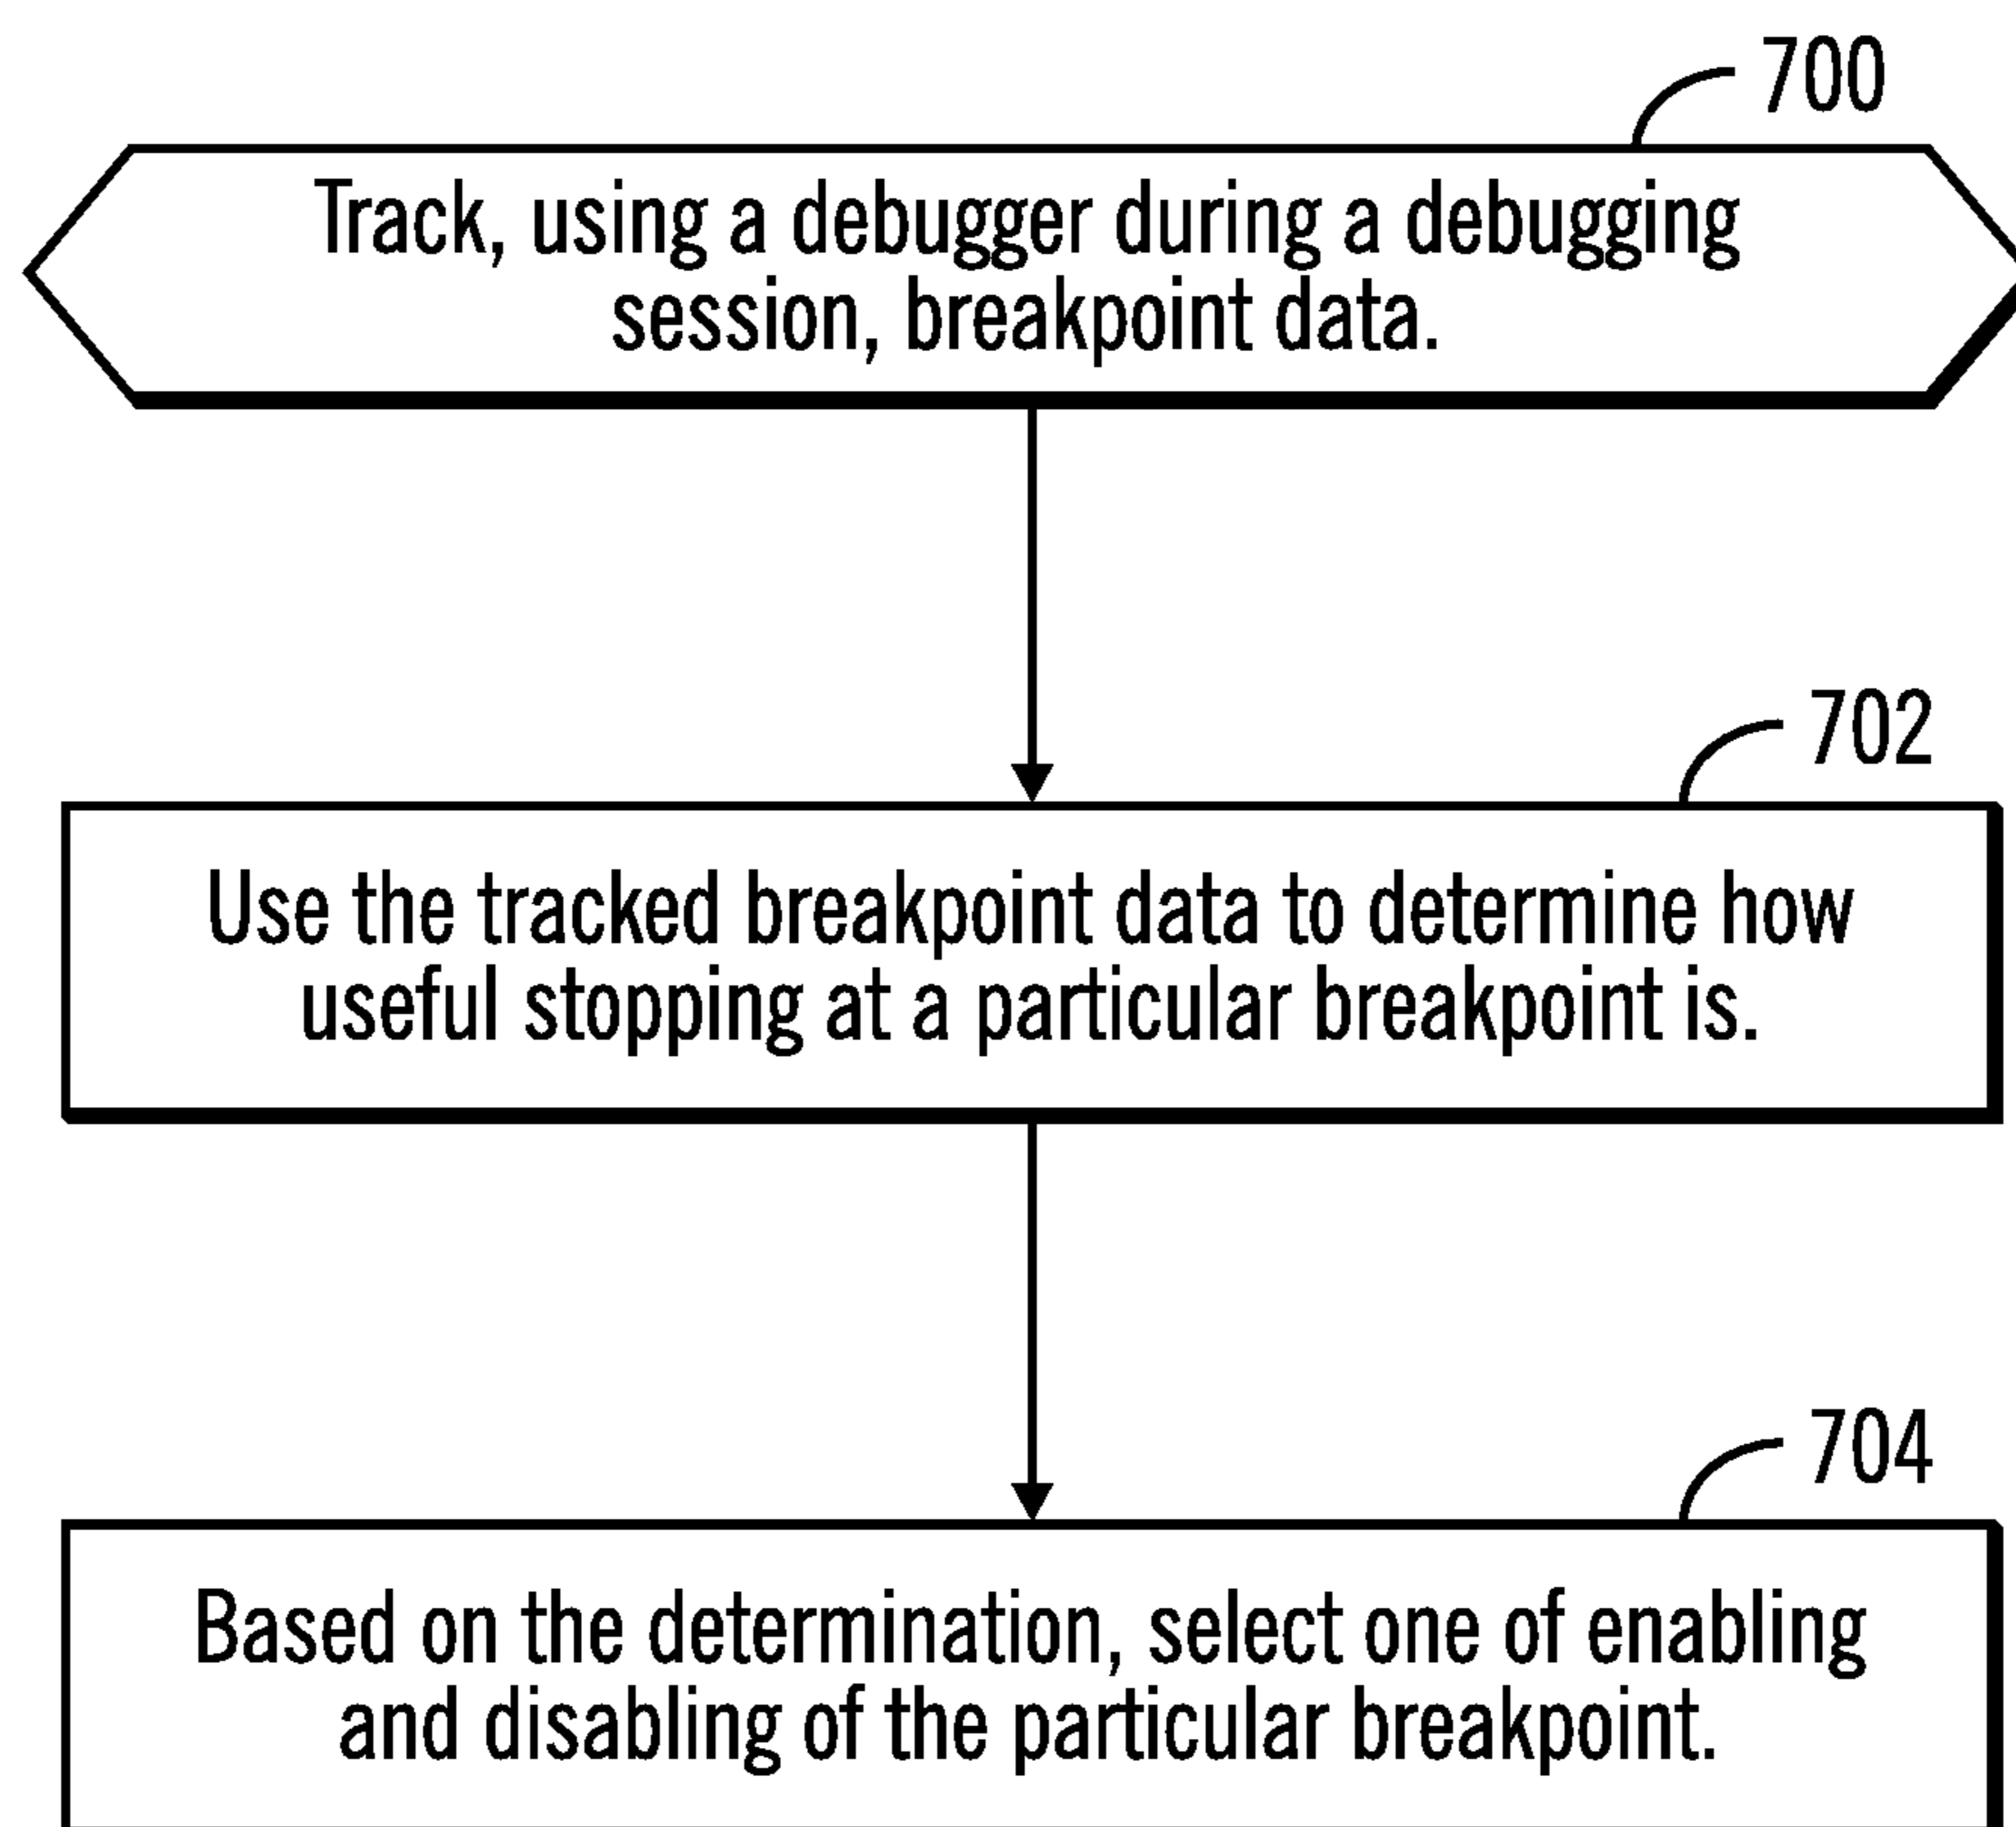 700
Track, using a debugger during a debugging
session, breakpoint data.
702
Use the tracked breakpoint data to determine how
useful stopping at a particular breakpoint is.
704
Based on the determination, select one of enabling
and disabling of the particular breakpoint.